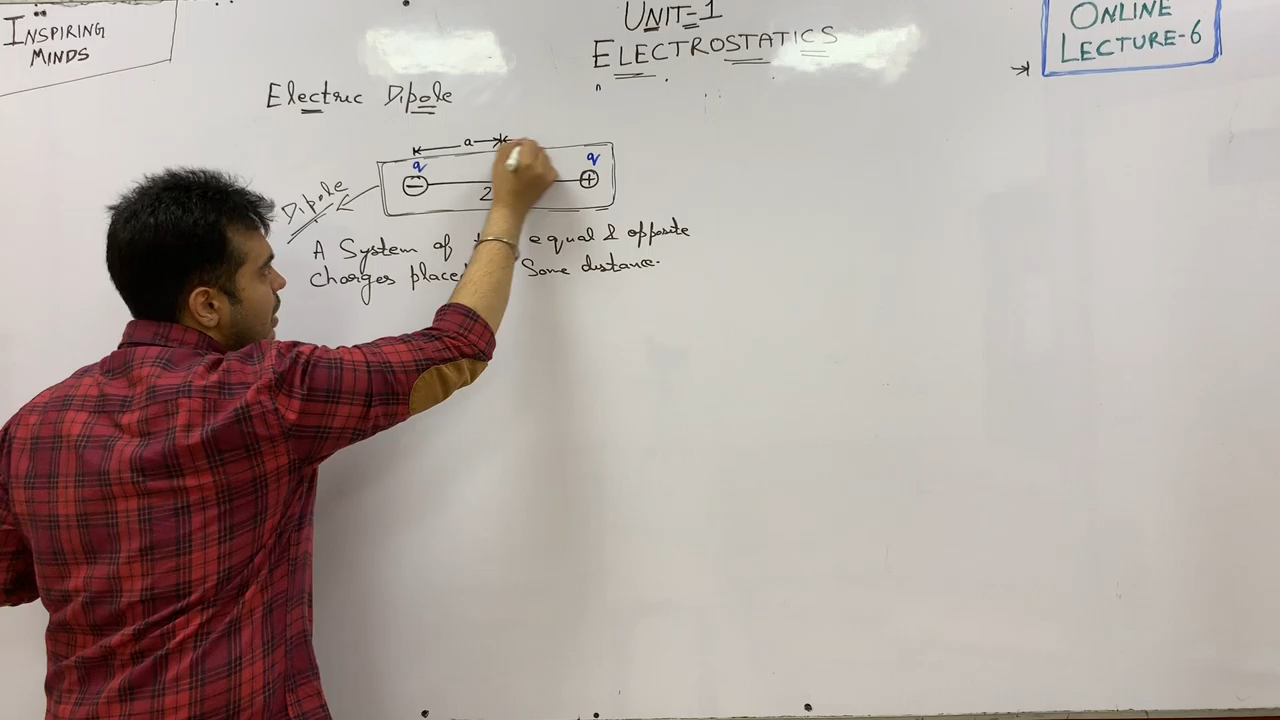 INSPIRING
MINDS
UNIT-1
ELECTROSTATICS
ONLINE
LECTURE-6
Electric Dipole
a
q q
− +
2
Dipole
A System of equal & opposite
charges place Some distance.